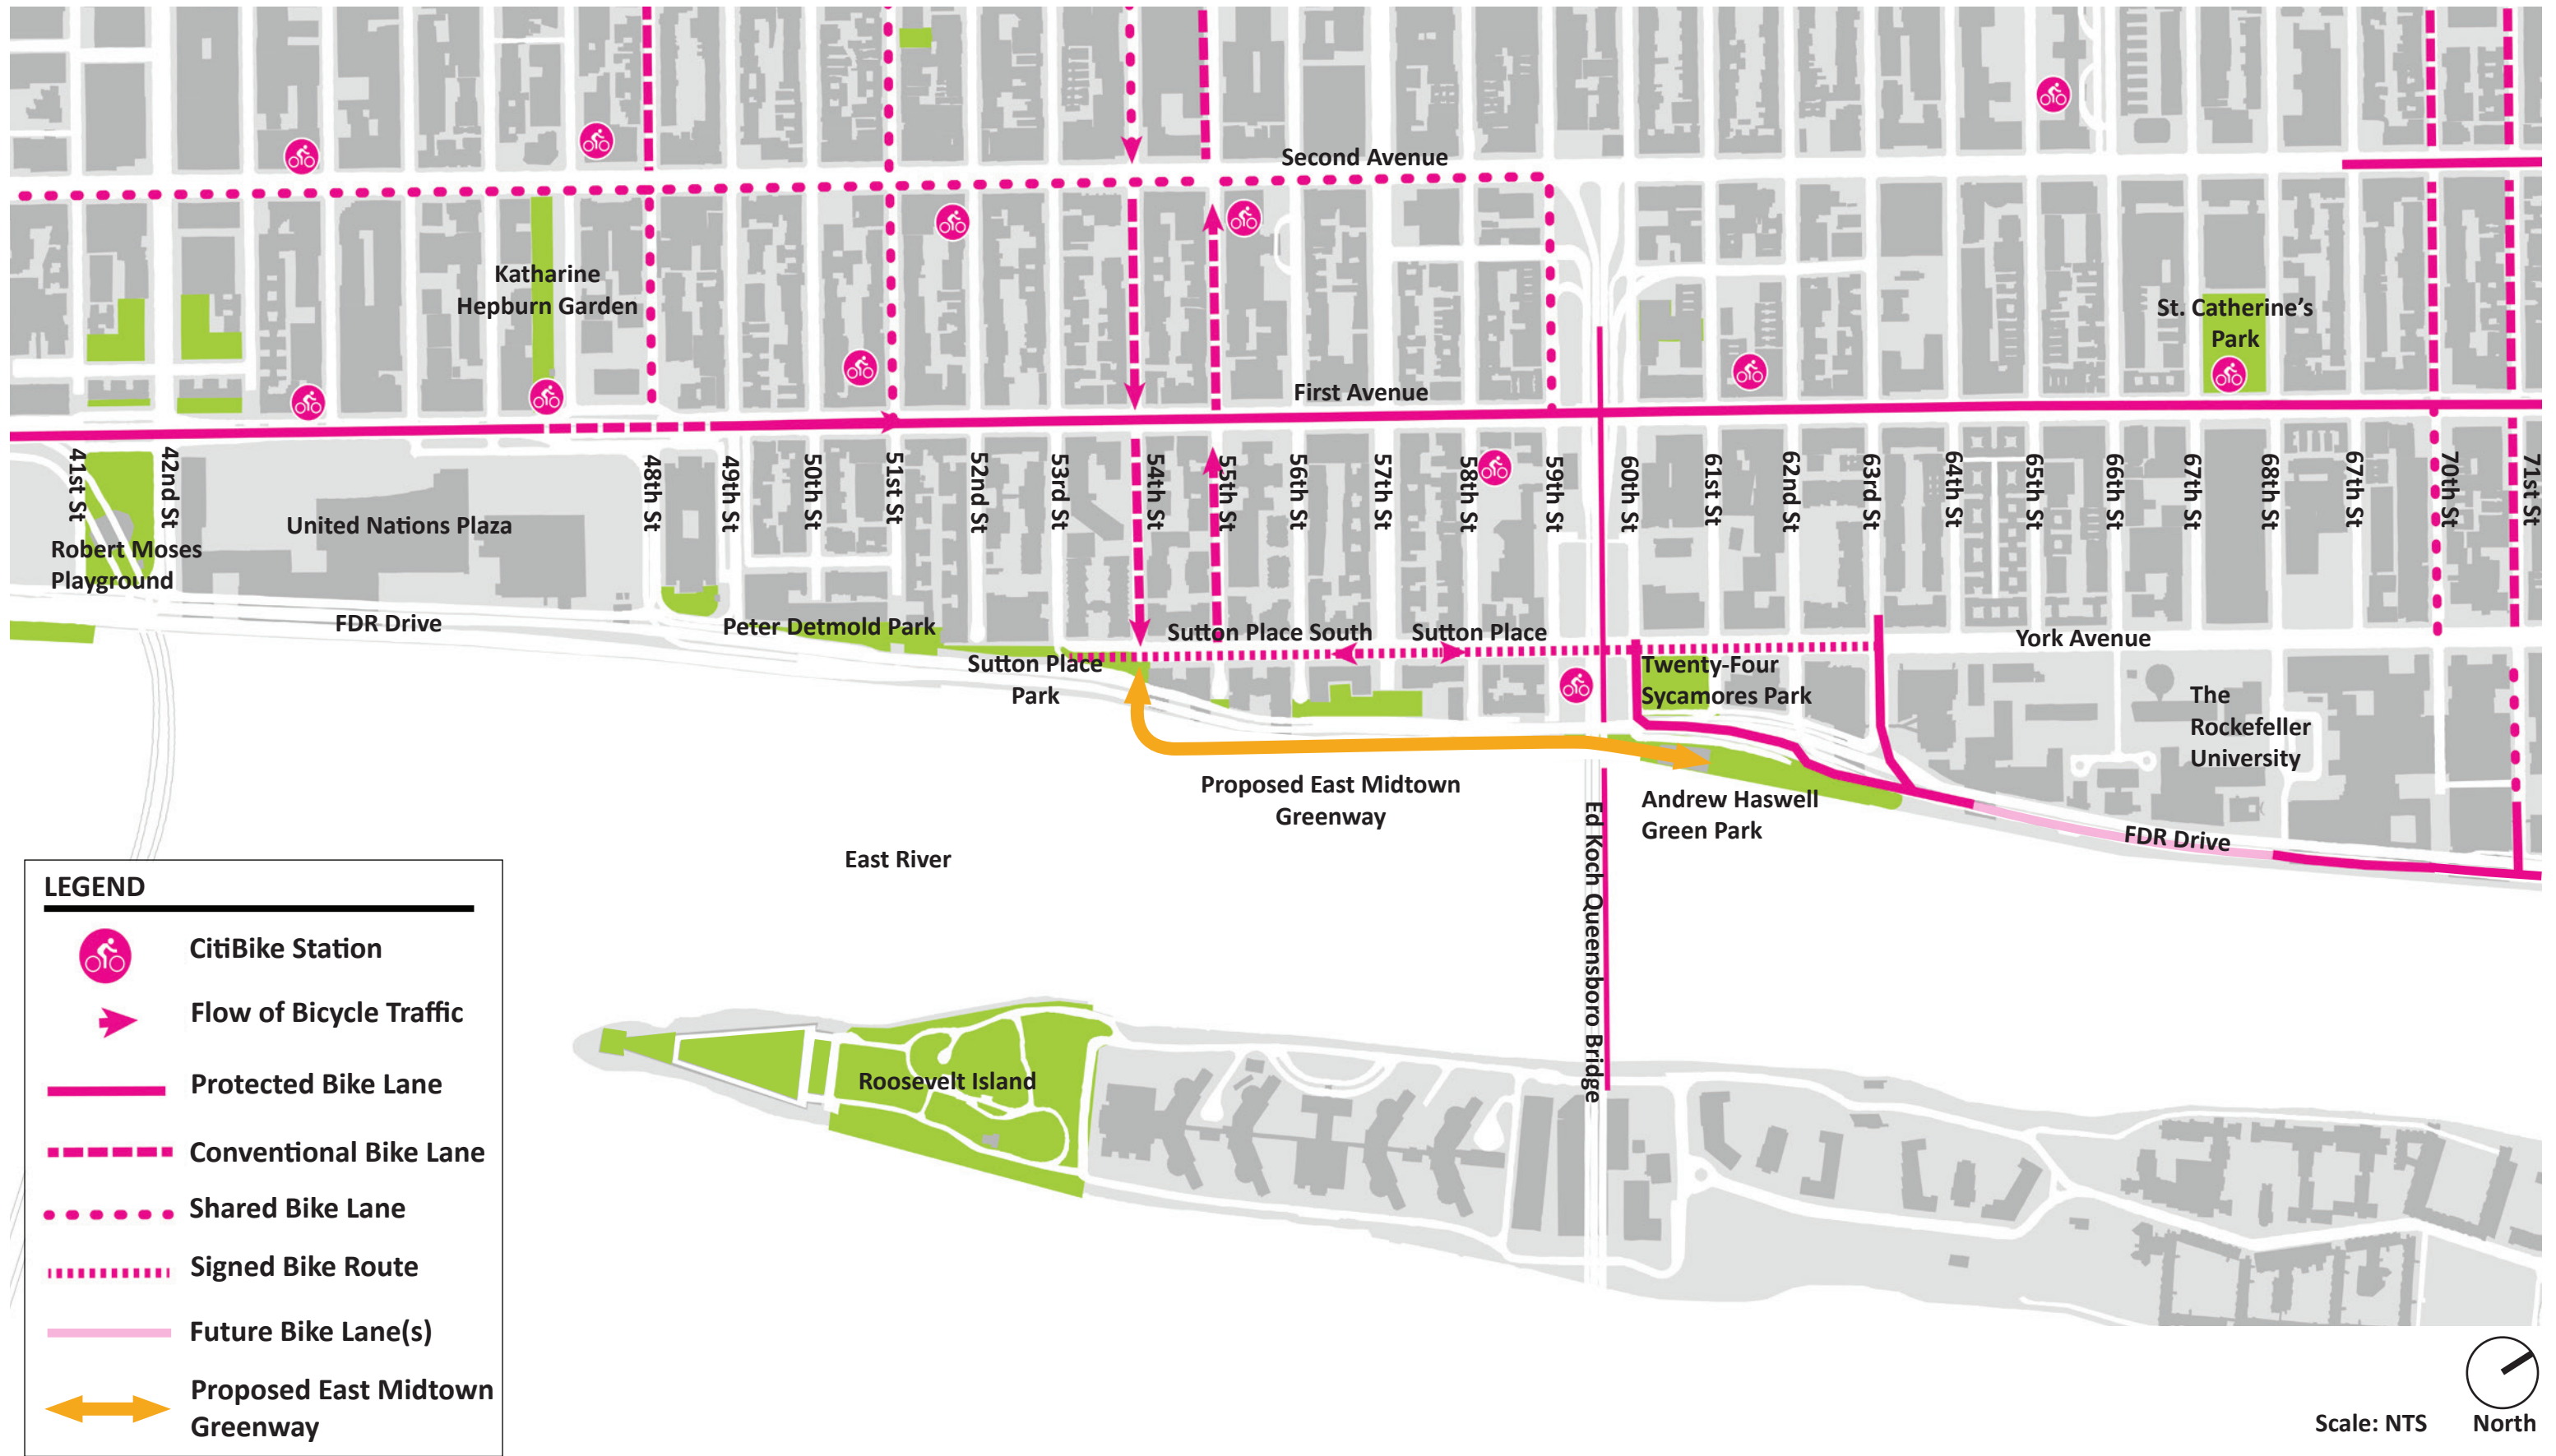 Second Avenue
Katharine
Hepburn Garden
St. Catherine's
Park
First Avenue
41st St
42nd St
48th St
49th St
50th St
51st St
52nd St
53rd St
54th St
55th St
56th St
57th St
58th St
59th St
60th St
61st St
62nd St
63rd St
64th St
65th St
66th St
67th St
68th St
67th St
70th St
71st St
United Nations Plaza
Robert Moses
Playground
FDR Drive
Peter Detmold Park
Sutton Place South
Sutton Place
York Avenue
Sutton Place
Park
Twenty-Four
Sycamores Park
The
Rockefeller
University
Proposed East Midtown
Greenway
Andrew Haswell
Green Park
FDR Drive
East River
Ed Koch Queensboro Bridge
Roosevelt Island
LEGEND
CitiBike Station
Flow of Bicycle Traffic
Protected Bike Lane
Conventional Bike Lane
Shared Bike Lane
Signed Bike Route
Future Bike Lane(s)
Proposed East Midtown
Greenway
Scale: NTS
North